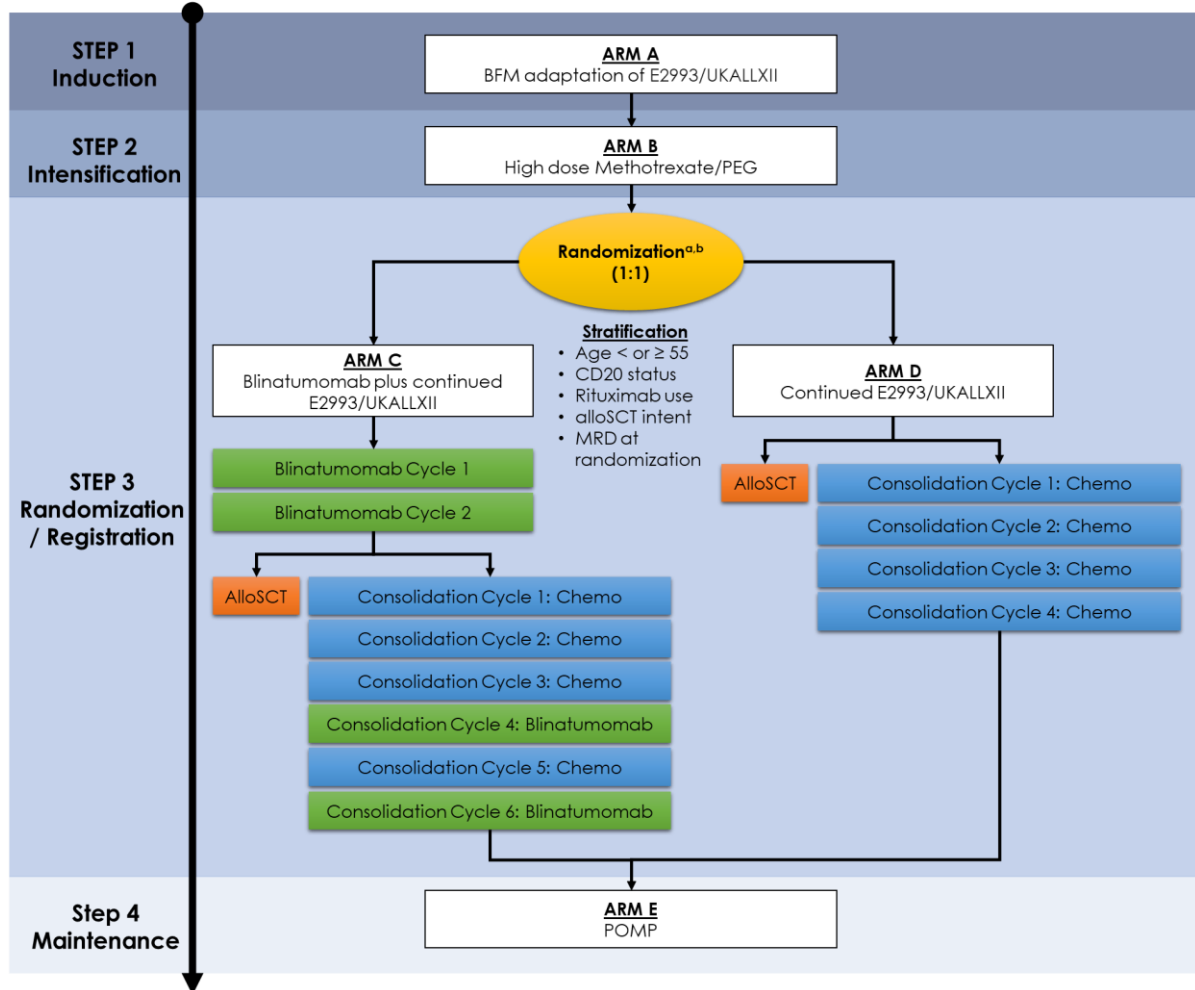 STEP 1
Induction
ARM A
BFM adaptation of E2993/UKALLXII
STEP 2
Intensification
ARM B
High dose Methotrexate/PEG
STEP 3
Randomization
/ Registration
Randomizationᵃ,ᵇ
(1:1)
Stratification
• Age < or ≥ 55
• CD20 status
• Rituximab use
• alloSCT intent
• MRD at
randomization
ARM C
Blinatumomab plus continued
E2993/UKALLXII
Blinatumomab Cycle 1
Blinatumomab Cycle 2
AlloSCT
Consolidation Cycle 1: Chemo
Consolidation Cycle 2: Chemo
Consolidation Cycle 3: Chemo
Consolidation Cycle 4: Blinatumomab
Consolidation Cycle 5: Chemo
Consolidation Cycle 6: Blinatumomab
ARM D
Continued E2993/UKALLXII
AlloSCT
Consolidation Cycle 1: Chemo
Consolidation Cycle 2: Chemo
Consolidation Cycle 3: Chemo
Consolidation Cycle 4: Chemo
Step 4
Maintenance
ARM E
POMP